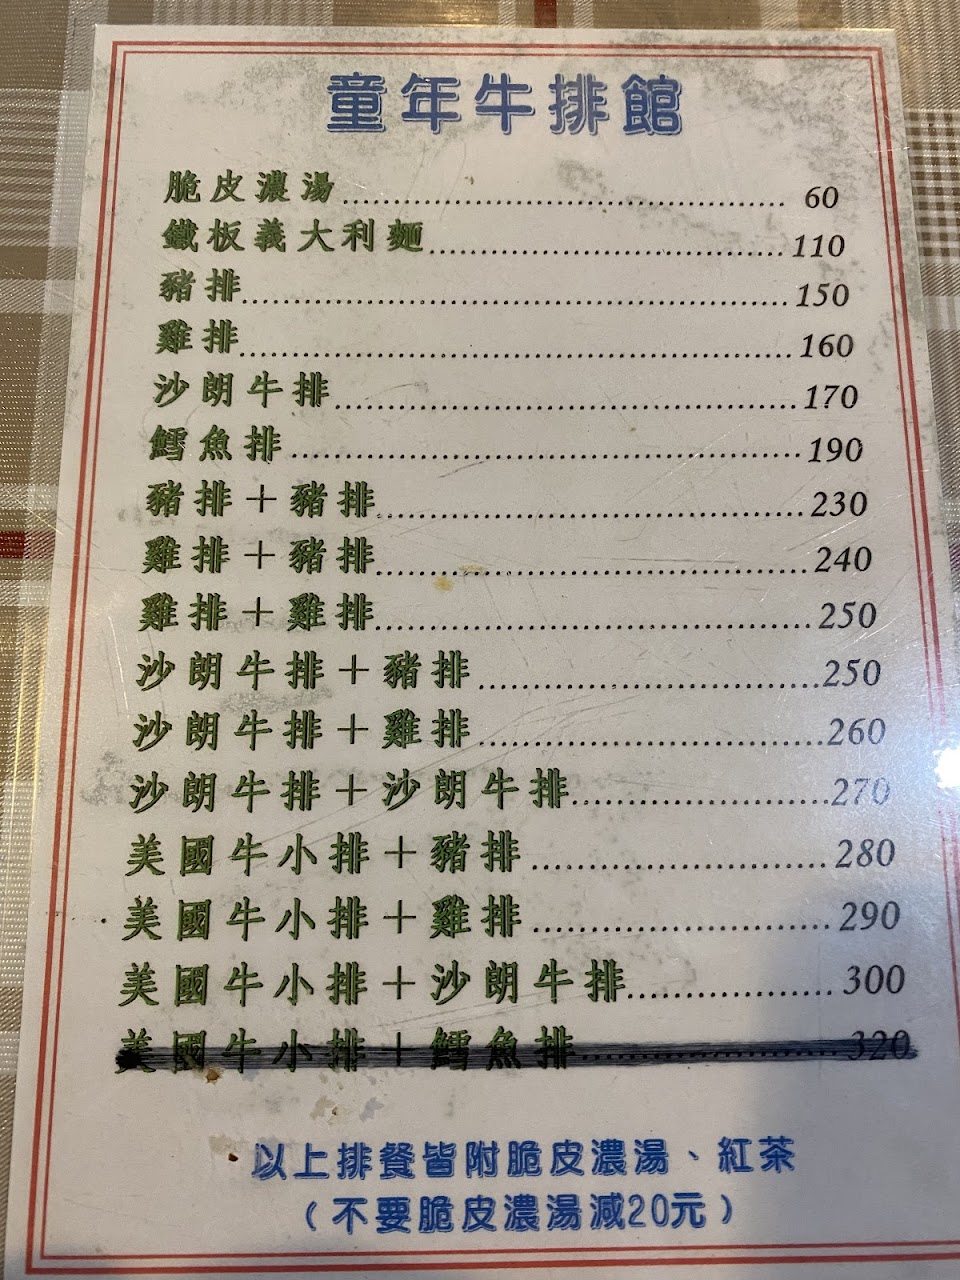 童年牛排館
脆皮濃湯 60
鐵板義大利麵 110
豬排 150
雞排 160
沙朗牛排 170
鱈魚排 190
豬排＋豬排 230
雞排＋豬排 240
雞排＋雞排 250
沙朗牛排＋豬排 250
沙朗牛排＋雞排 260
沙朗牛排＋沙朗牛排 270
美國牛小排＋豬排 280
美國牛小排＋雞排 290
美國牛小排＋沙朗牛排 300
美國牛小排＋鱈魚排 320
以上排餐皆附脆皮濃湯、紅茶
（不要脆皮濃湯減20元）